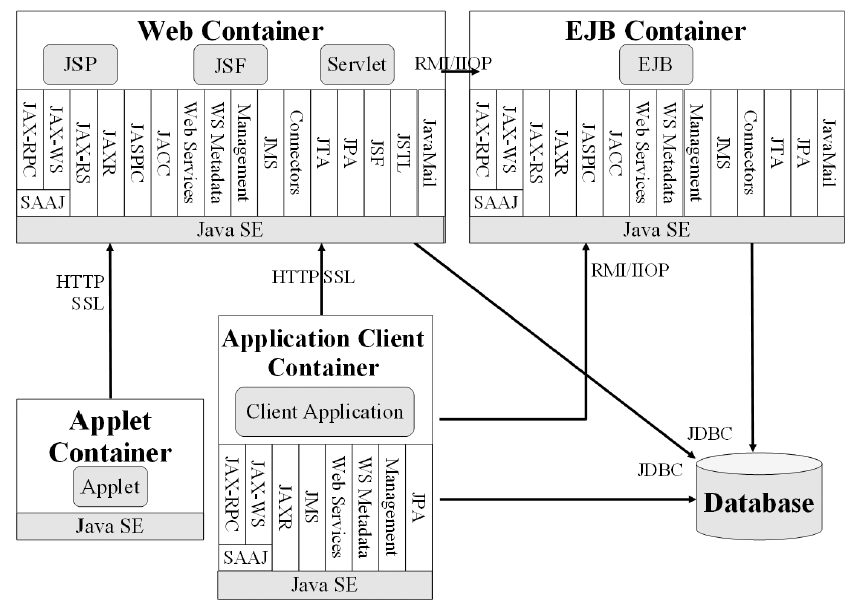 Web Container
JSP
JSF
Servlet
JAX-RPC
JAX-WS
SAAJ
JAX-RS
JAXR
JASPIC
JACC
Web Services
WS Metadata
Management
JMS
Connectors
JTA
JPA
JSF
JSTL
JavaMail
Java SE
RMI/IIOP
EJB Container
EJB
JAX-RPC
JAX-WS
SAAJ
JAX-RS
JAXR
JASPIC
JACC
Web Services
WS Metadata
Management
JMS
Connectors
JTA
JPA
JavaMail
Java SE
HTTP
SSL
HTTP SSL
RMI/IIOP
Applet
Container
Applet
Java SE
Application Client
Container
Client Application
JAX-RPC
JAX-WS
SAAJ
JAXR
JMS
Web Services
WS Metadata
Management
JPA
Java SE
JDBC
JDBC
Database